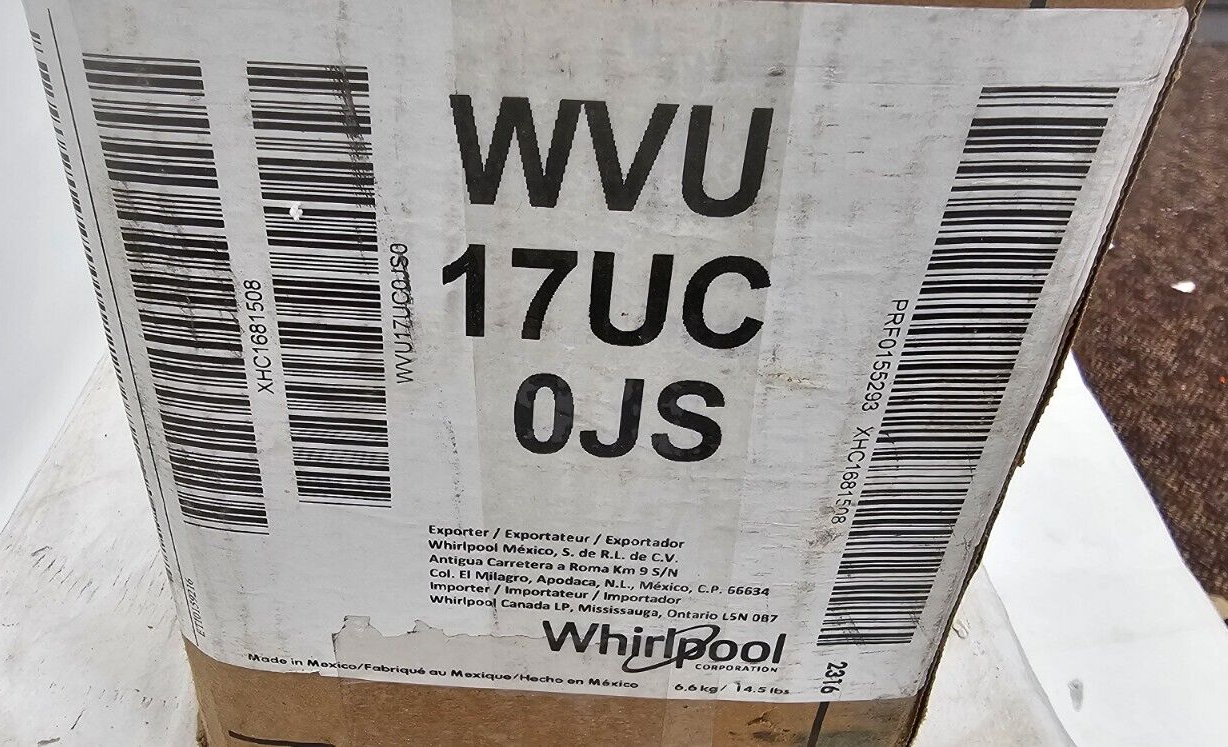 XHC1681508
WVU17UC0JS0
WVU
17UC
0JS
PRF0155293 XHC1681508
Exporter / Exportateur / Exportador
Whirlpool México, S. de R.L. de C.V.
Antigua Carretera a Roma Km 9 S/N
Col. El Milagro, Apodaca, N.L., México, C.P. 66634
Importer / Importateur / Importador
Whirlpool Canada LP, Mississauga, Ontario L5N 0B7
Whirlpool
CORPORATION
Made in Mexico/Fabriqué au Mexique/Hecho en México 6.6 kg / 14.5 lbs
2316